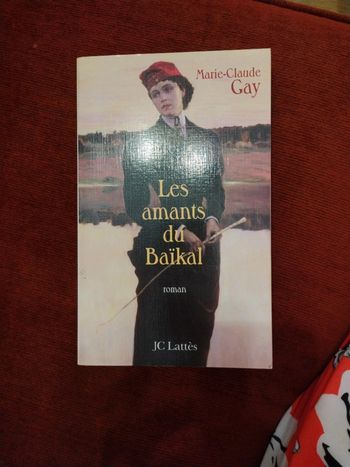 Marie-Claude
Gay
Les
amants
du
Baïkal
roman
JC Lattès